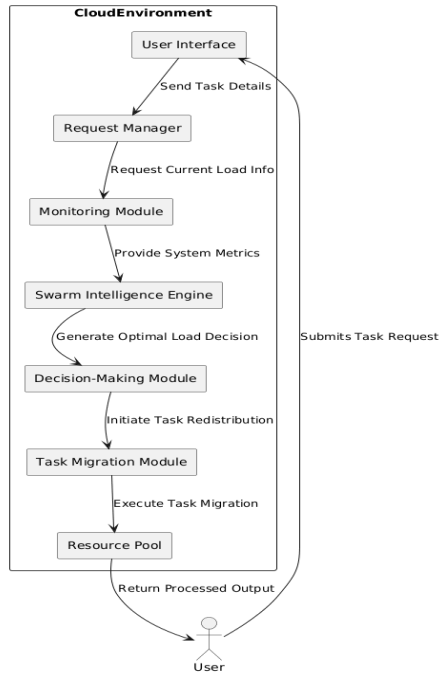 CloudEnvironment
User Interface
Send Task Details
Request Manager
Request Current Load Info
Monitoring Module
Provide System Metrics
Swarm Intelligence Engine
Generate Optimal Load Decision
Submits Task Request
Decision-Making Module
Initiate Task Redistribution
Task Migration Module
Execute Task Migration
Resource Pool
Return Processed Output
User